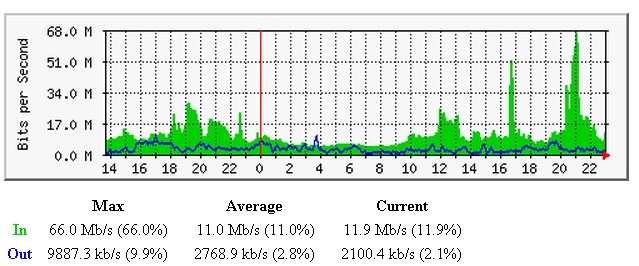 68.0 M
51.0 M
34.0 M
17.0 M
0.0 M
Bits per Second
14 16 18 20 22 0 2 4 6 8 10 12 14 16 18 20 22
Max Average Current
In 66.0 Mb/s (66.0%) 11.0 Mb/s (11.0%) 11.9 Mb/s (11.9%)
Out 9887.3 kb/s (9.9%) 2768.9 kb/s (2.8%) 2100.4 kb/s (2.1%)